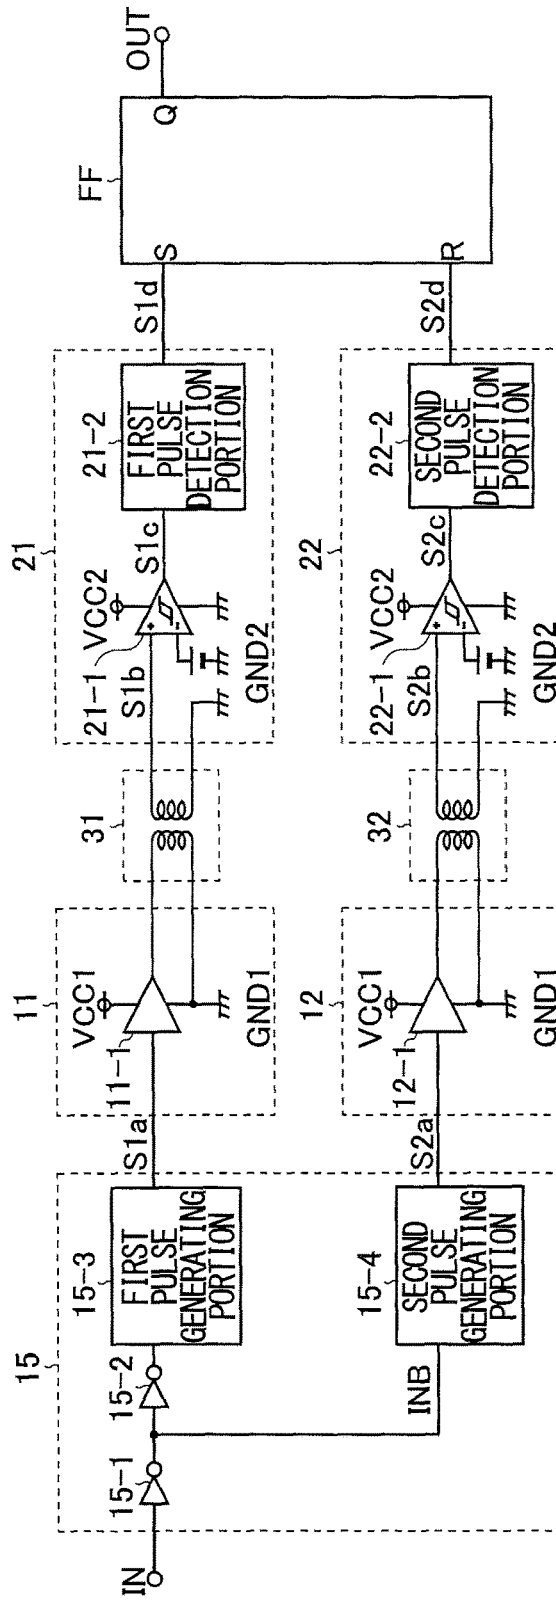 IN
15
15-1
15-2
INB
15-3
FIRST
PULSE
GENERATING
PORTION
15-4
SECOND
PULSE
GENERATING
PORTION
S1a
S2a
11
VCC1
11-1
GND1
12
VCC1
12-1
GND1
31
32
21
VCC2
21-1
S1b
+
-
GND2
S1c
21-2
FIRST
PULSE
DETECTION
PORTION
22
VCC2
22-1
S2b
+
-
GND2
S2c
22-2
SECOND
PULSE
DETECTION
PORTION
S1d
S2d
FF
S
R
Q
OUT